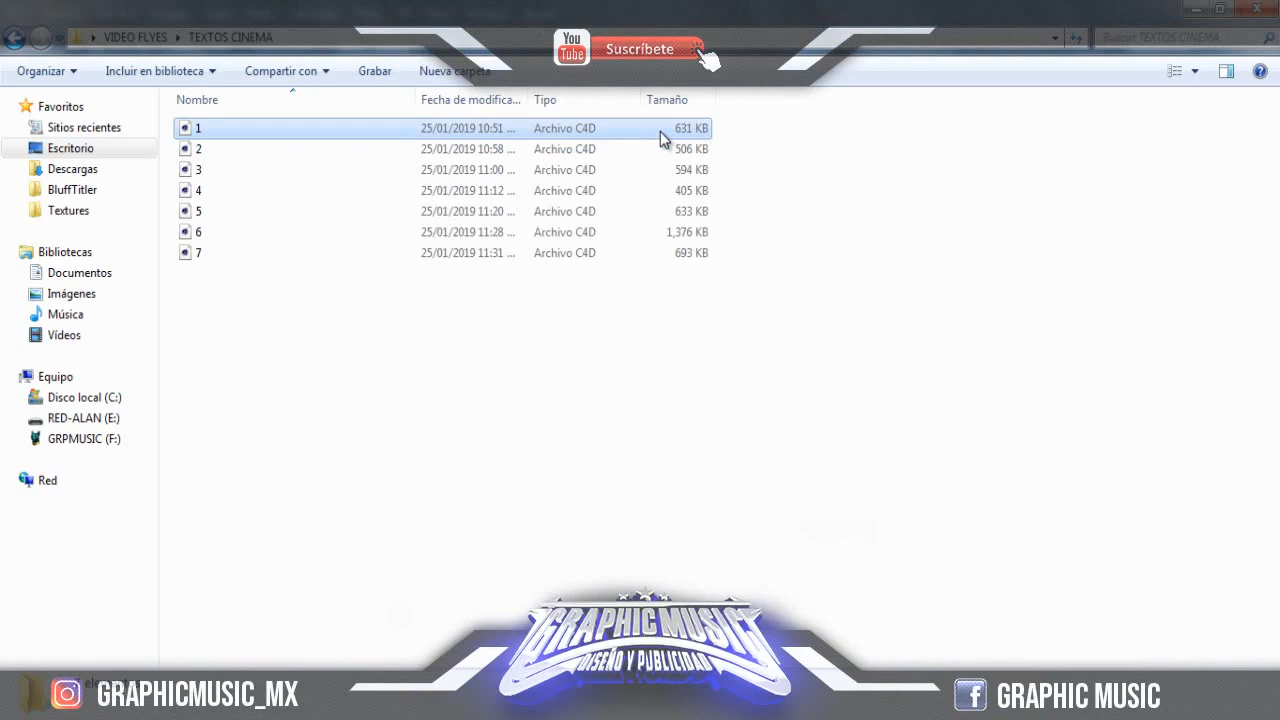 VIDEO FLYES ▸ TEXTOS CINEMA
Buscar TEXTOS CINEMA
You
Tube
Suscríbete
Organizar
Incluir en biblioteca
Compartir con
Grabar
Nueva carpeta
Nombre
Fecha de modifica...
Tipo
Tamaño
1 25/01/2019 10:51 ... Archivo C4D 631 KB
2 25/01/2019 10:58 ... Archivo C4D 506 KB
3 25/01/2019 11:00 ... Archivo C4D 594 KB
4 25/01/2019 11:12 ... Archivo C4D 405 KB
5 25/01/2019 11:20 ... Archivo C4D 633 KB
6 25/01/2019 11:28 ... Archivo C4D 1,376 KB
7 25/01/2019 11:31 ... Archivo C4D 693 KB
Favoritos
Sitios recientes
Escritorio
Descargas
BluffTitler
Textures
Bibliotecas
Documentos
Imágenes
Música
Vídeos
Equipo
Disco local (C:)
RED-ALAN (E:)
GRPMUSIC (F:)
Red
GRAPHIC MUSIC
DISEÑO Y PUBLICIDAD
GRAPHICMUSIC_MX
GRAPHIC MUSIC